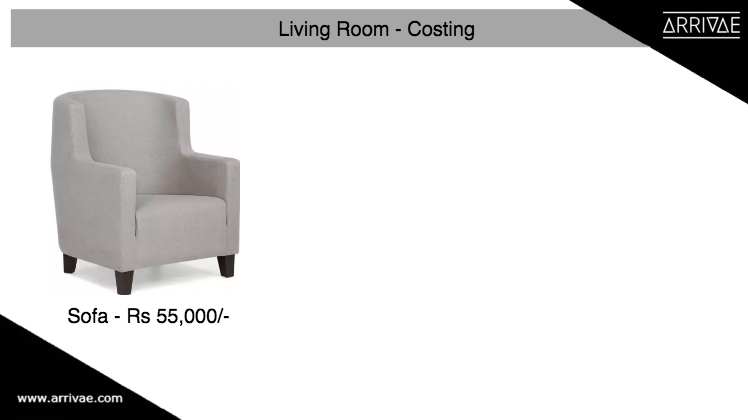 Living Room - Costing
ARRIVAE
Sofa - Rs 55,000/-
www.arrivae.com